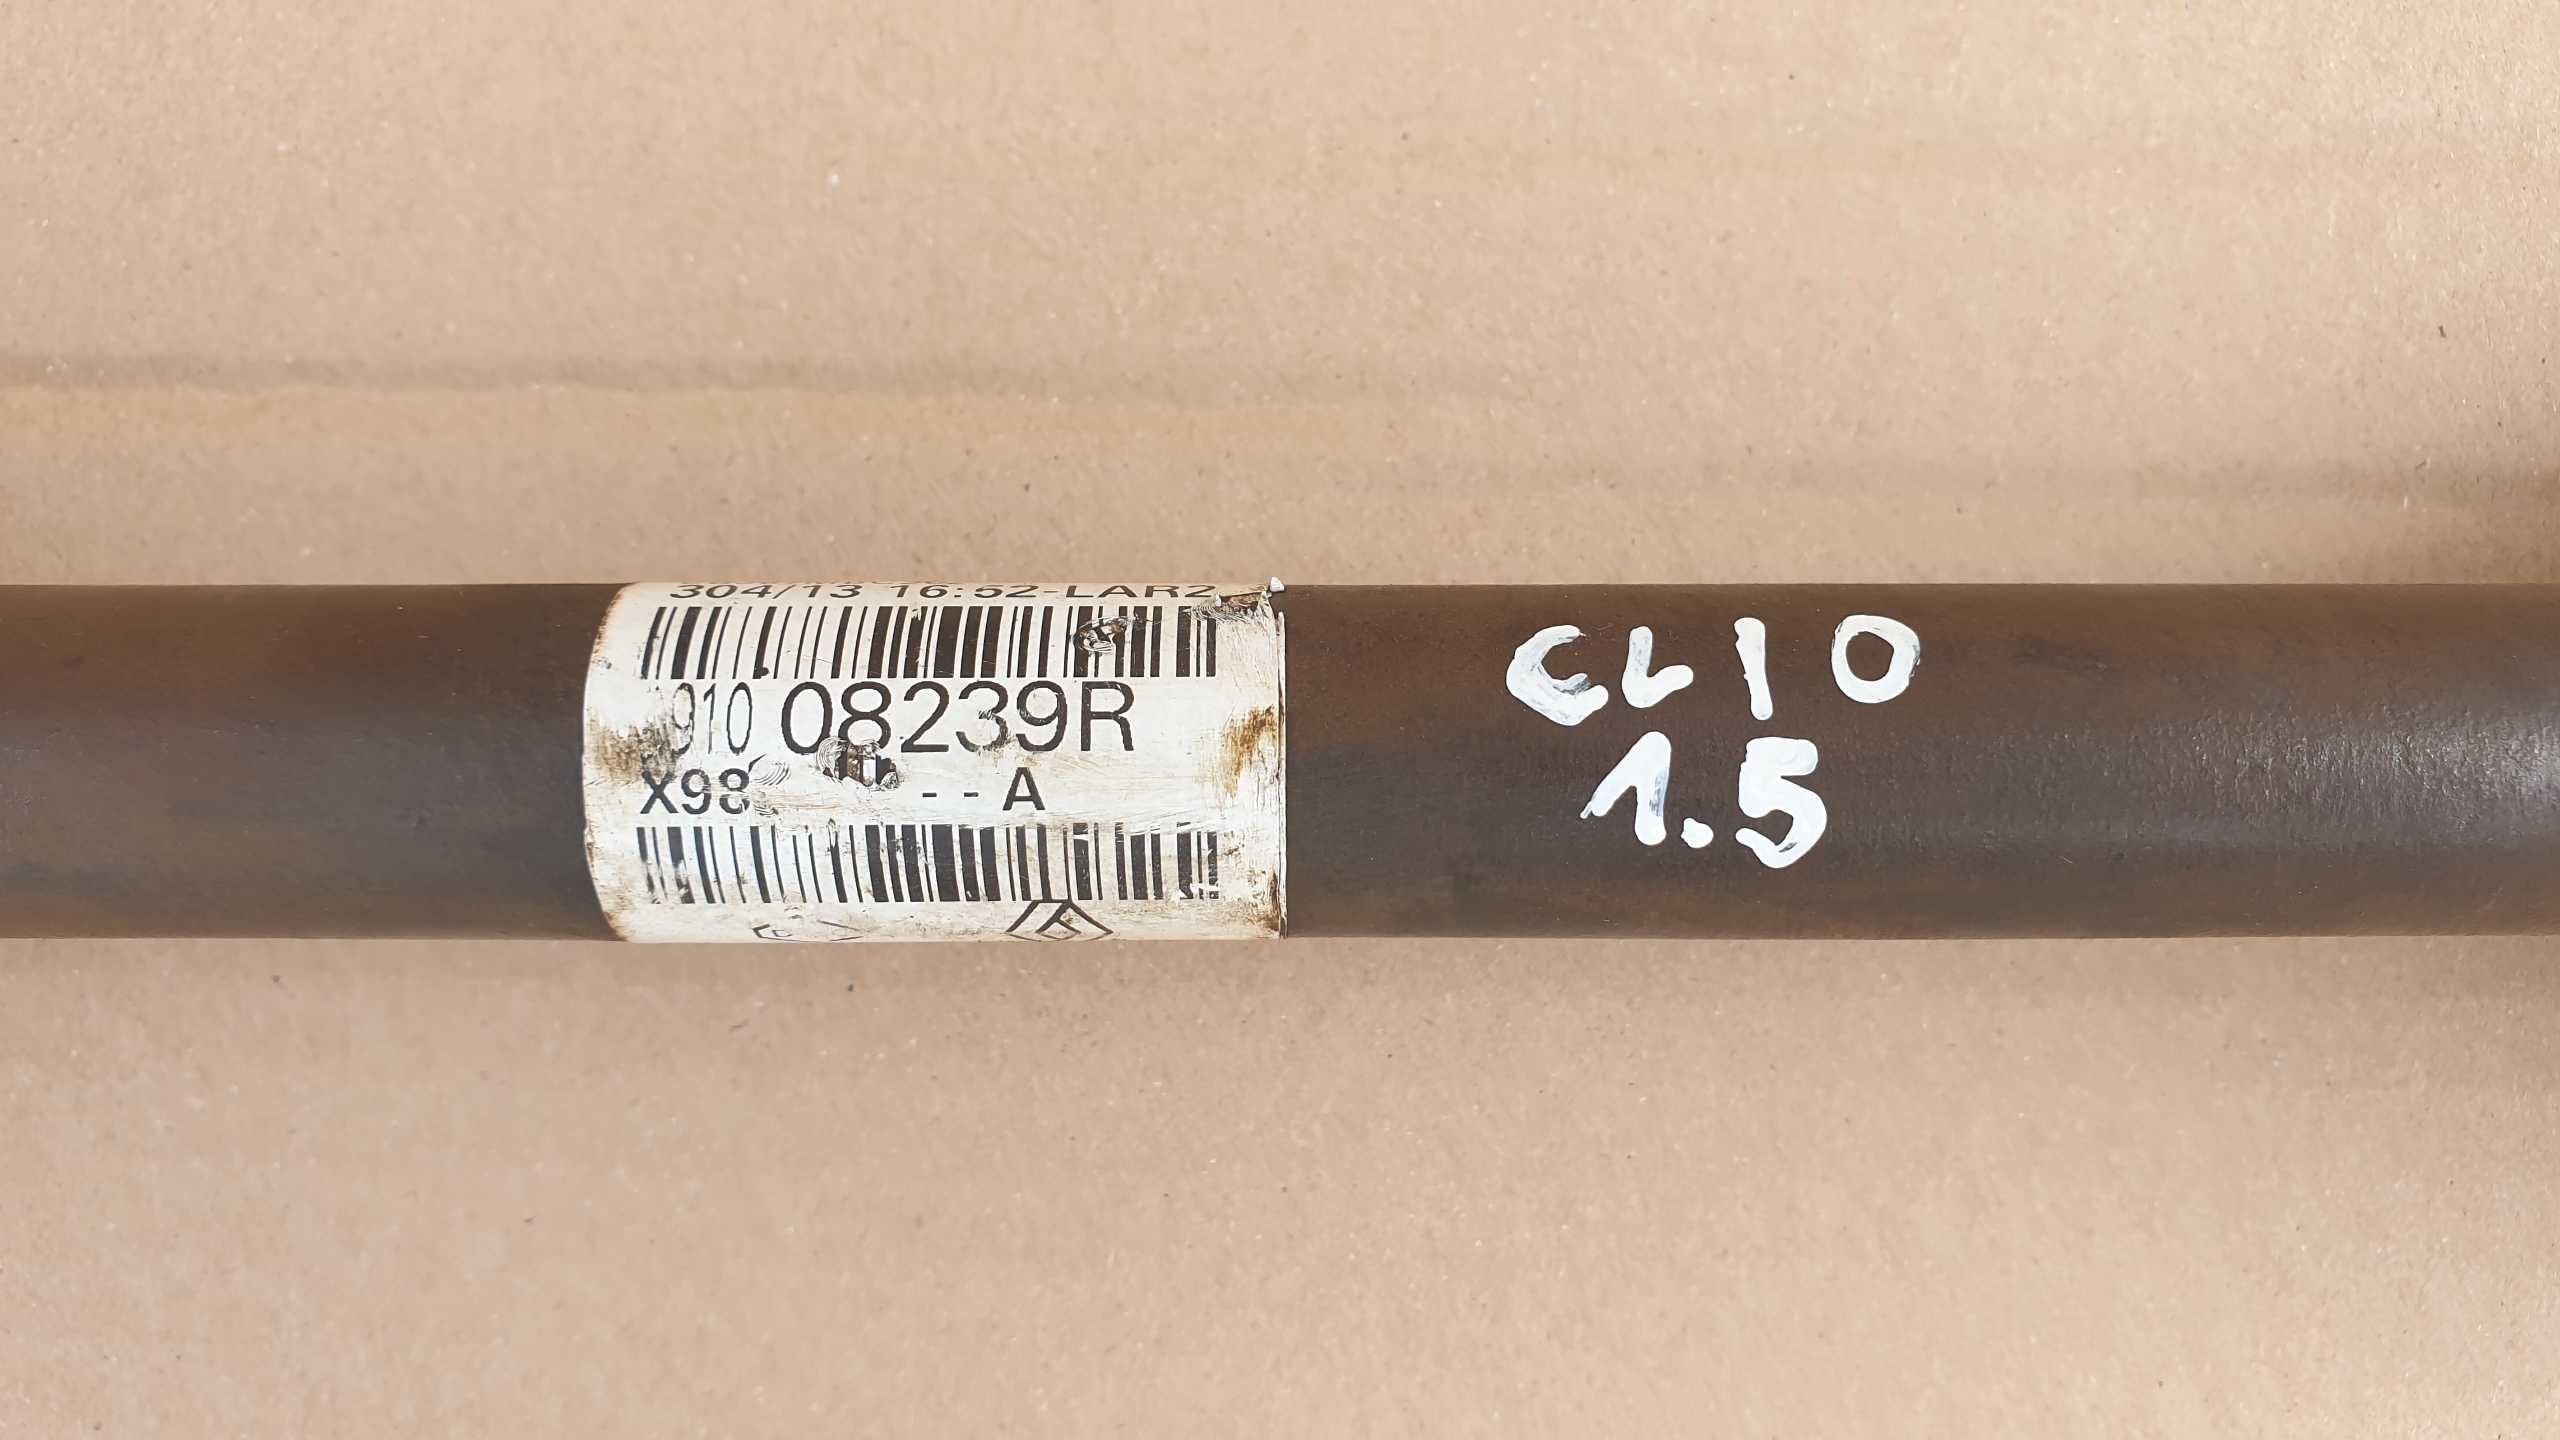 304/13 16:52-LAR2
910 08239R
X98 - - A
CLIO
1.5